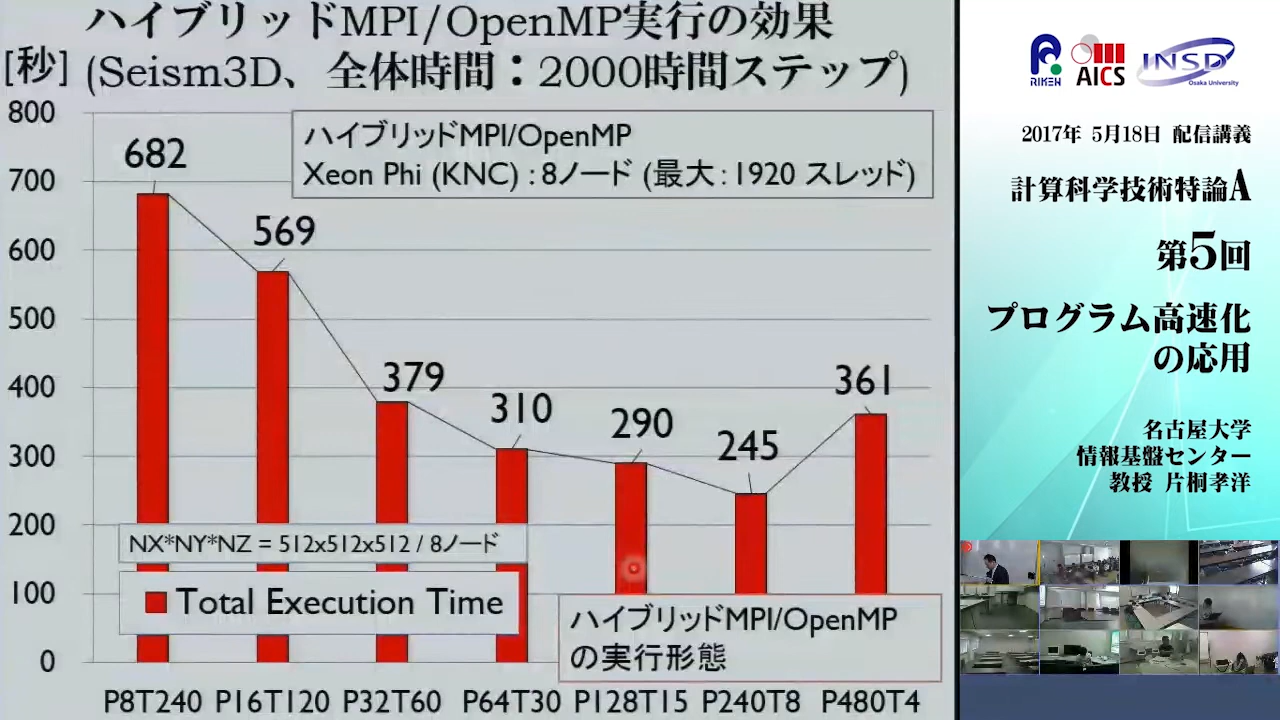 ハイブリッドMPI/OpenMP実行の効果
[秒] (Seism3D、全体時間：2000時間ステップ)
800
700
600
500
400
300
200
100
0
ハイブリッドMPI/OpenMP
Xeon Phi (KNC) : 8ノード (最大 : 1920 スレッド)
682
569
379
310
290
245
361
NX*NY*NZ = 512x512x512 / 8ノード
Total Execution Time
ハイブリッドMPI/OpenMP
の実行形態
P8T240 P16T120 P32T60 P64T30 P128T15 P240T8 P480T4
RIKEN
AICS
INSD
Osaka University
2017年 5月18日 配信講義
計算科学技術特論A
第5回
プログラム高速化
の応用
名古屋大学
情報基盤センター
教授 片桐孝洋